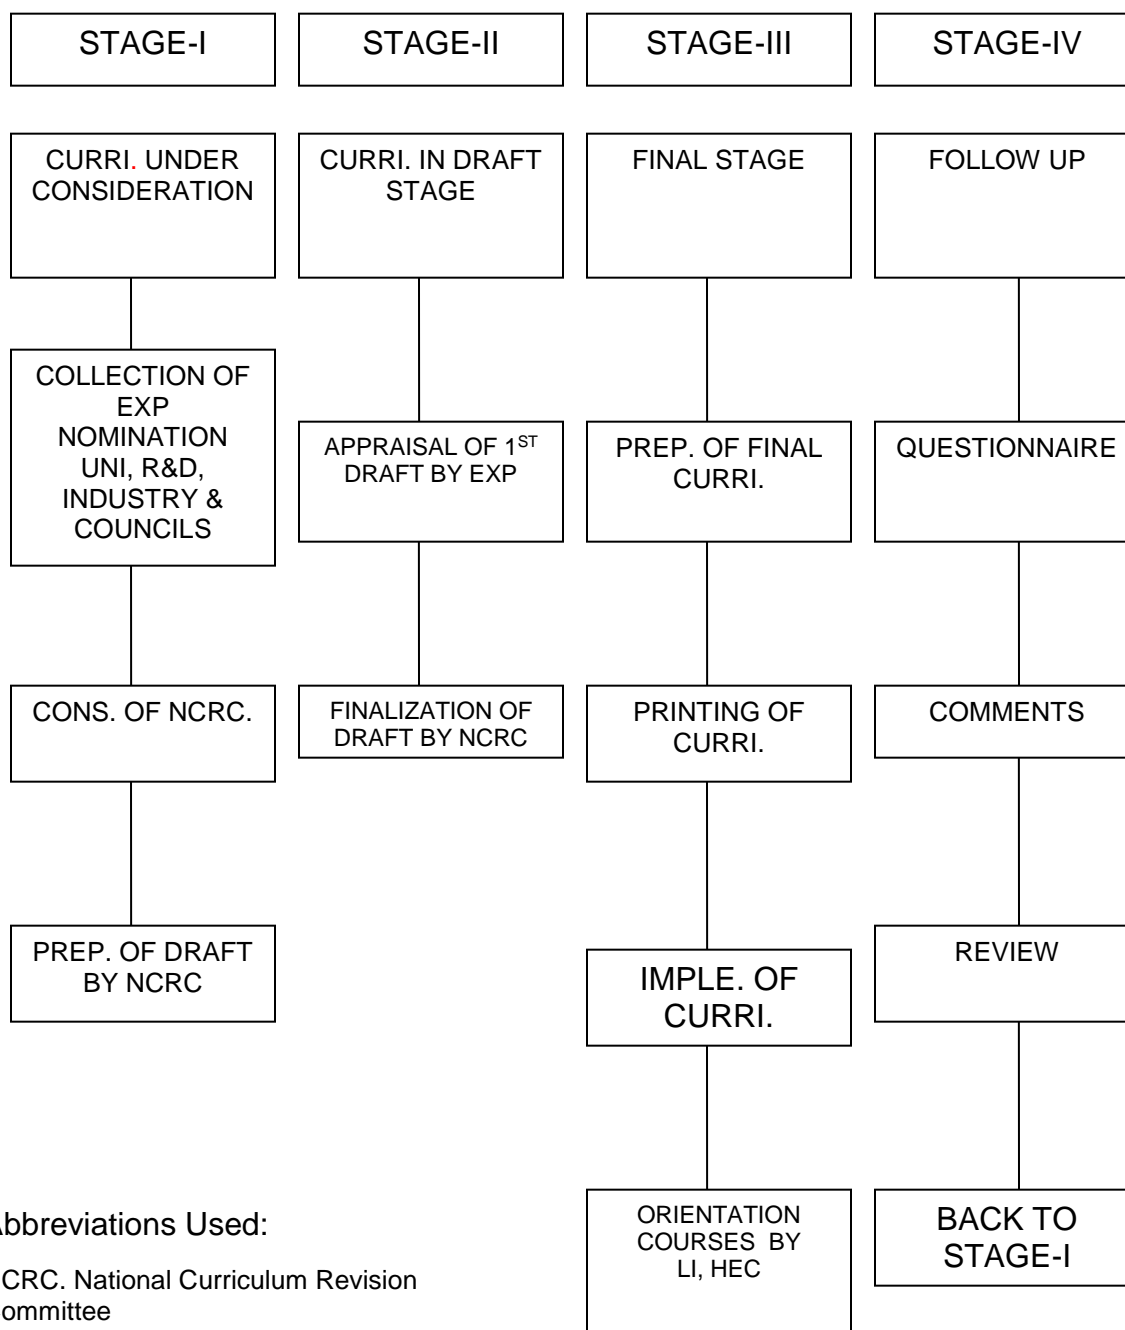 STAGE-I
STAGE-II
STAGE-III
STAGE-IV
CURRI. UNDER
CONSIDERATION
CURRI. IN DRAFT
STAGE
FINAL STAGE
FOLLOW UP
COLLECTION OF
EXP
NOMINATION
UNI, R&D,
INDUSTRY &
COUNCILS
APPRAISAL OF 1ST
DRAFT BY EXP
PREP. OF FINAL
CURRI.
QUESTIONNAIRE
CONS. OF NCRC.
FINALIZATION OF
DRAFT BY NCRC
PRINTING OF
CURRI.
COMMENTS
PREP. OF DRAFT
BY NCRC
IMPLE. OF
CURRI.
REVIEW
ORIENTATION
COURSES BY
LI, HEC
BACK TO
STAGE-I
bbreviations Used:
CRC. National Curriculum Revision
ommittee